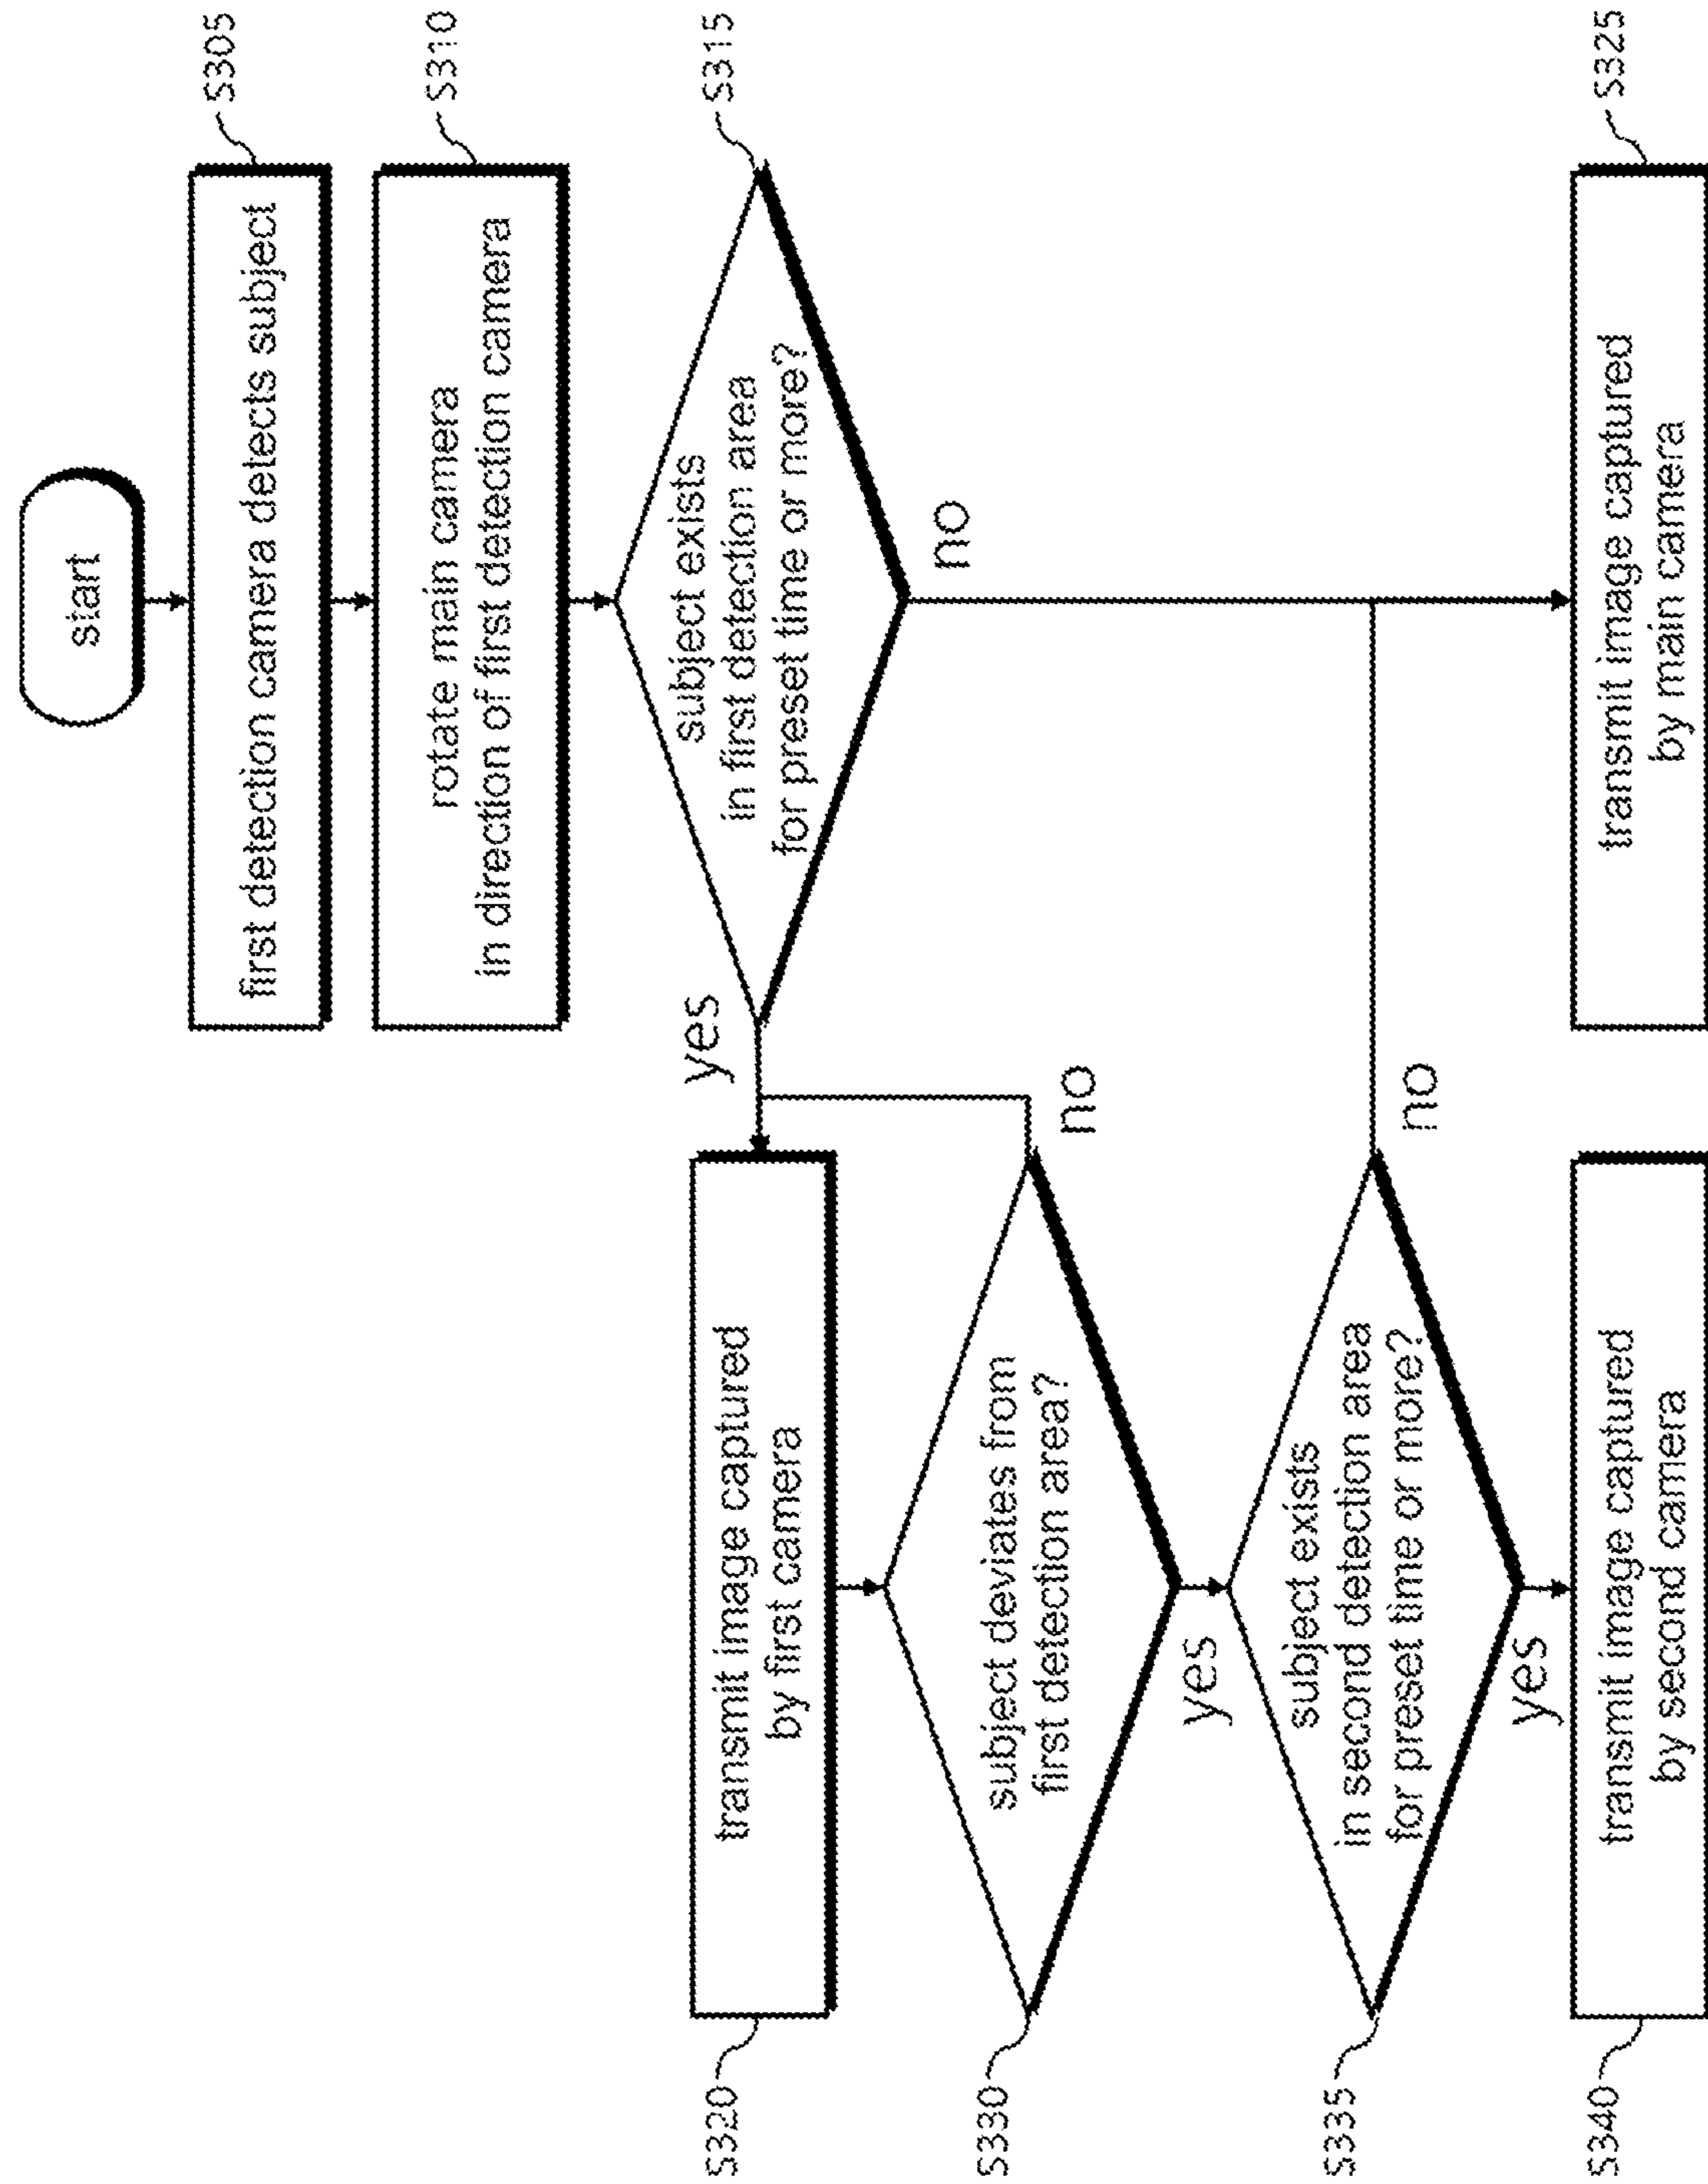 start
first detection camera detects subject
S305
rotate main camera
in direction of first detection camera
S310
subject exists
in first detection area
for preset time or more?
S315
yes
no
transmit image captured
by first camera
S320
subject deviates from
first detection area?
S330
no
yes
subject exists
in second detection area
for preset time or more?
S335
no
yes
transmit image captured
by second camera
S340
transmit image captured
by main camera
S325